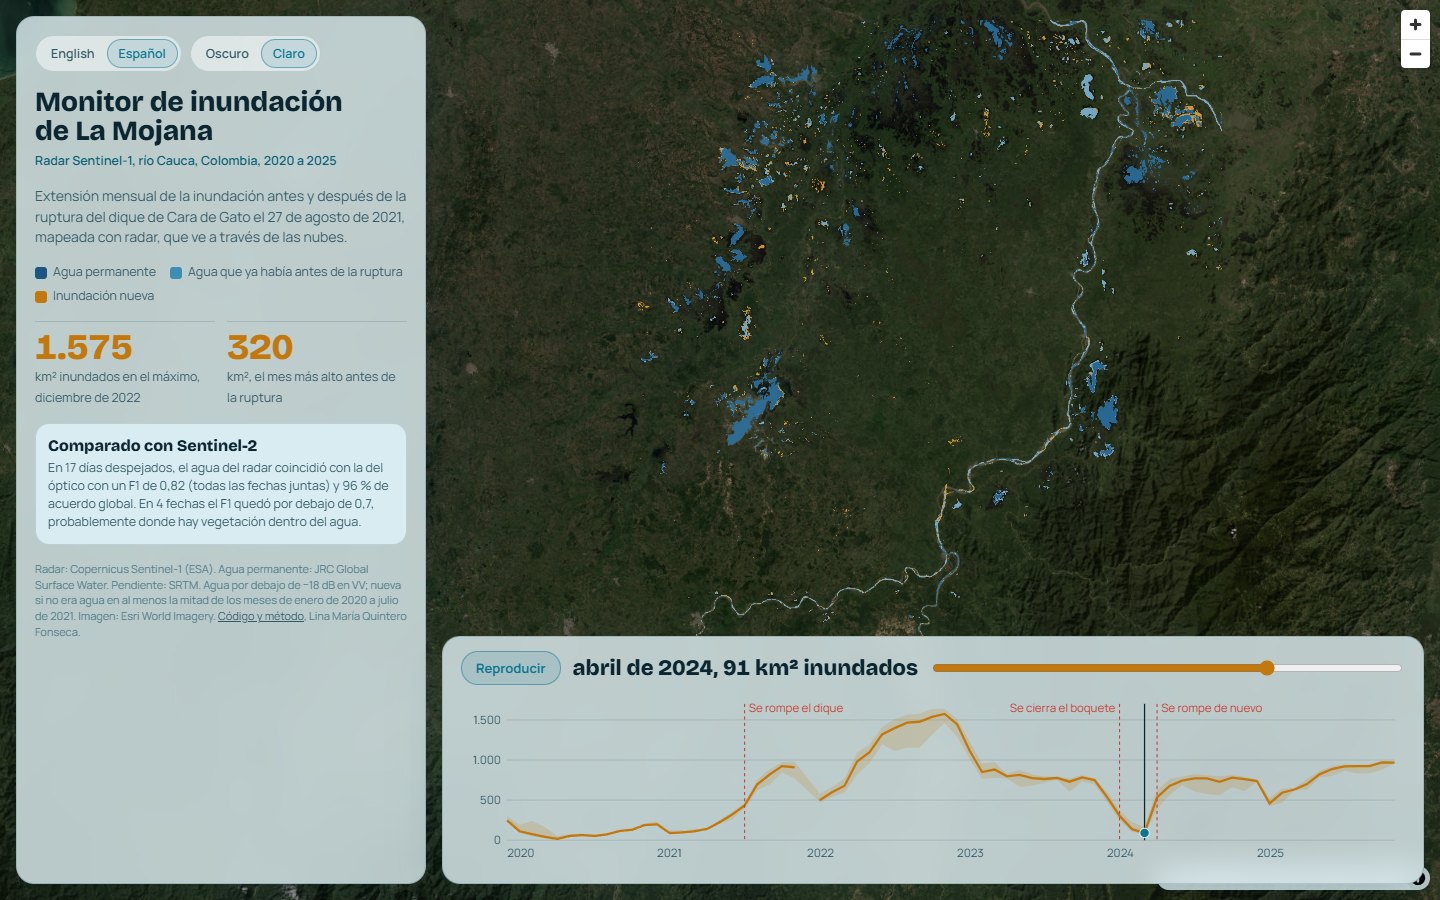 English Español Oscuro Claro
Monitor de inundación
de La Mojana
Radar Sentinel-1, río Cauca, Colombia, 2020 a 2025
Extensión mensual de la inundación antes y después de la
ruptura del dique de Cara de Gato el 27 de agosto de 2021,
mapeada con radar, que ve a través de las nubes.
Agua permanente Agua que ya había antes de la ruptura
Inundación nueva
1.575 320
km² inundados en el máximo, km², el mes más alto antes de
diciembre de 2022 la ruptura
Comparado con Sentinel-2
En 17 días despejados, el agua del radar coincidió con la del
óptico con un F1 de 0,82 (todas las fechas juntas) y 96 % de
acuerdo global. En 4 fechas el F1 quedó por debajo de 0,7,
probablemente donde hay vegetación dentro del agua.
Radar: Copernicus Sentinel-1 (ESA). Agua permanente: JRC Global
Surface Water. Pendiente: SRTM. Agua por debajo de −18 dB en VV; nueva
si no era agua en al menos la mitad de los meses de enero de 2020 a julio
de 2021. Imagen: Esri World Imagery. Código y método, Lina María Quintero
Fonseca.
+
−
Reproducir abril de 2024, 91 km² inundados
Se rompe el dique Se cierra el boquete Se rompe de nuevo
1.500
1.000
500
0
2020 2021 2022 2023 2024 2025